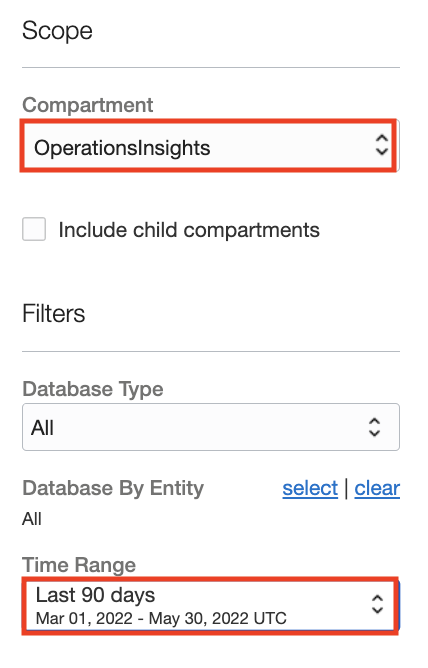 Scope
Compartment
OperationsInsights
Include child compartments
Filters
Database Type
All
Database By Entity select | clear
All
Time Range
Last 90 days
Mar 01, 2022 - May 30, 2022 UTC